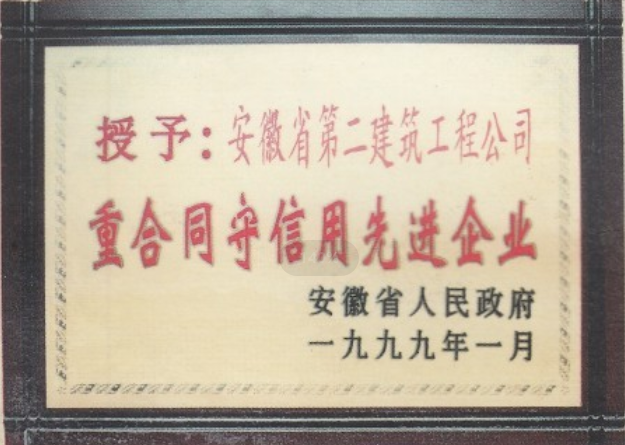 授予：安徽省第二建筑工程公司
重合同守信用先进企业
安徽省人民政府
一九九九年一月